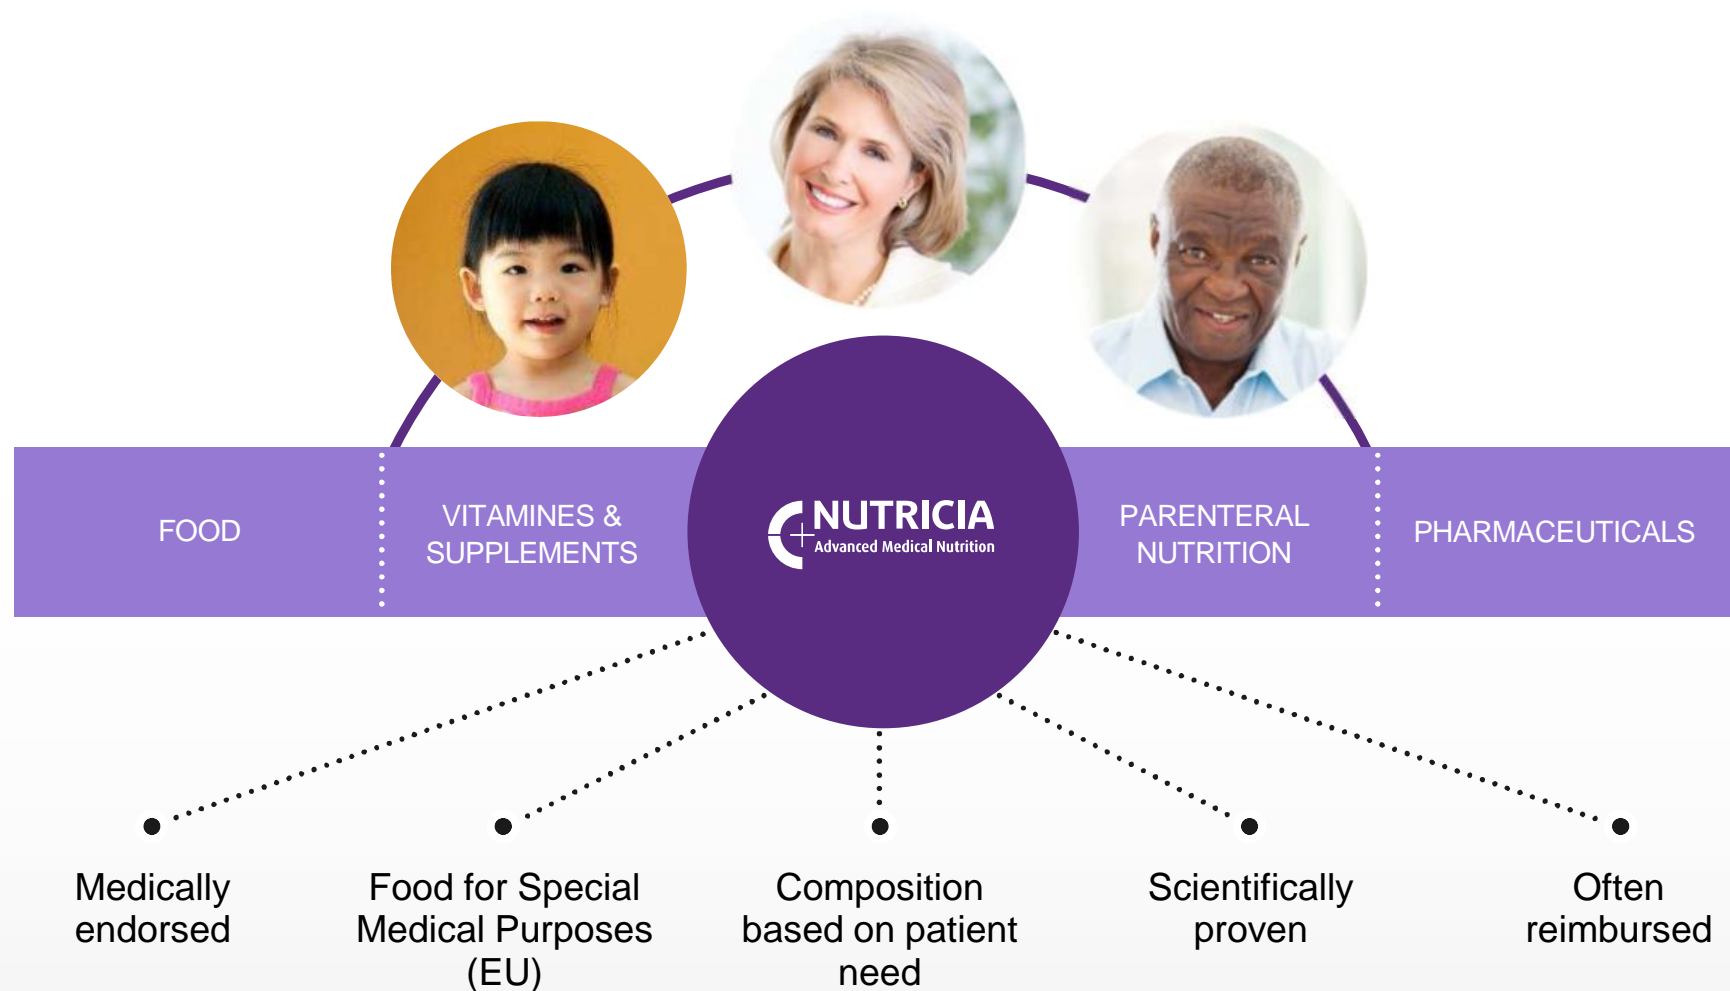 FOOD
VITAMINES &
SUPPLEMENTS
NUTRICIA
Advanced Medical Nutrition
PARENTERAL
NUTRITION
PHARMACEUTICALS
Medically
endorsed
Food for Special
Medical Purposes
(EU)
Composition
based on patient
need
Scientifically
proven
Often
reimbursed